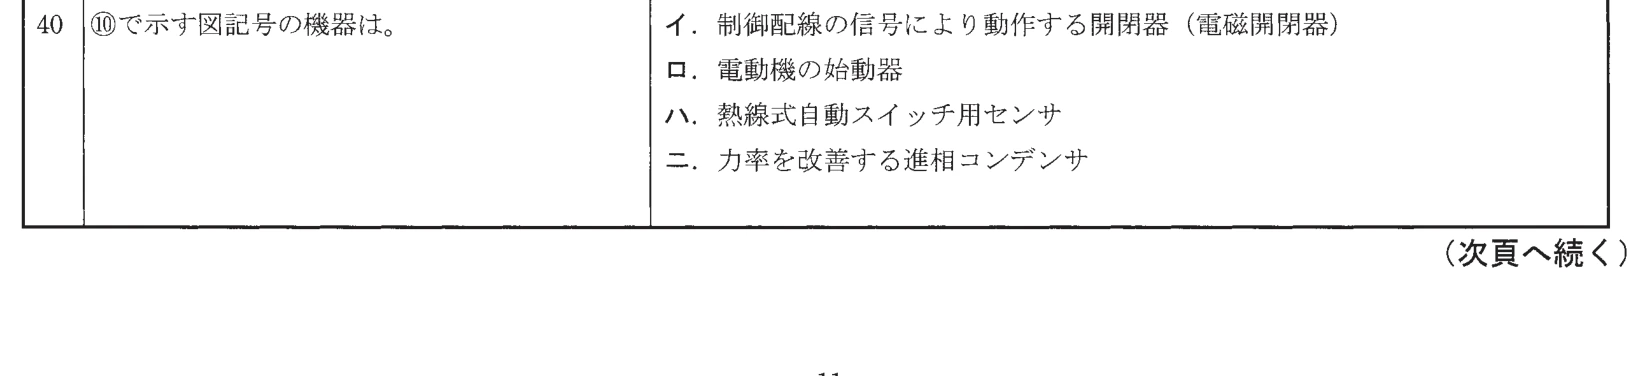 40 ⑩で示す図記号の機器は。
イ．制御配線の信号により動作する開閉器（電磁開閉器）
ロ．電動機の始動器
ハ．熱線式自動スイッチ用センサ
ニ．力率を改善する進相コンデンサ
（次頁へ続く）